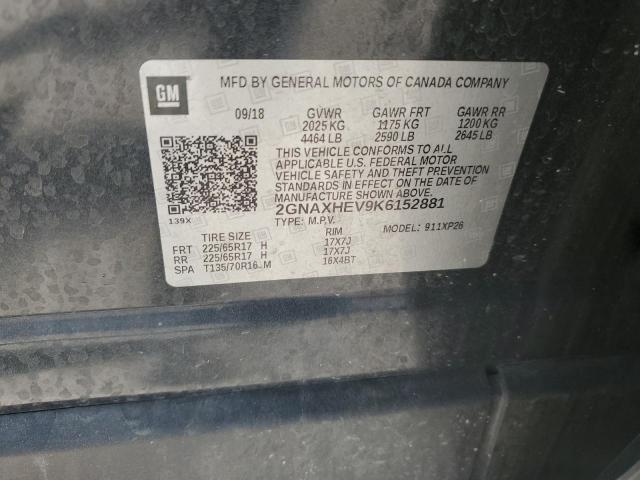 GM
MFD BY GENERAL MOTORS OF CANADA COMPANY
09/18 GVWR GAWR FRT GAWR RR
2025 KG 1175 KG 1200 KG
4464 LB 2590 LB 2645 LB
THIS VEHICLE CONFORMS TO ALL
APPLICABLE U.S. FEDERAL MOTOR
VEHICLE SAFETY AND THEFT PREVENTION
STANDARDS IN EFFECT ON THE DATE OF
MANUFACTURE SHOWN ABOVE.
139X 2GNAXHEV9K6152881
TYPE: M.P.V. MODEL: 911XP26
TIRE SIZE RIM
FRT 225/65R17 H 17X7J
RR 225/65R17 H 17X7J
SPA T135/70R16 M 16X4BT